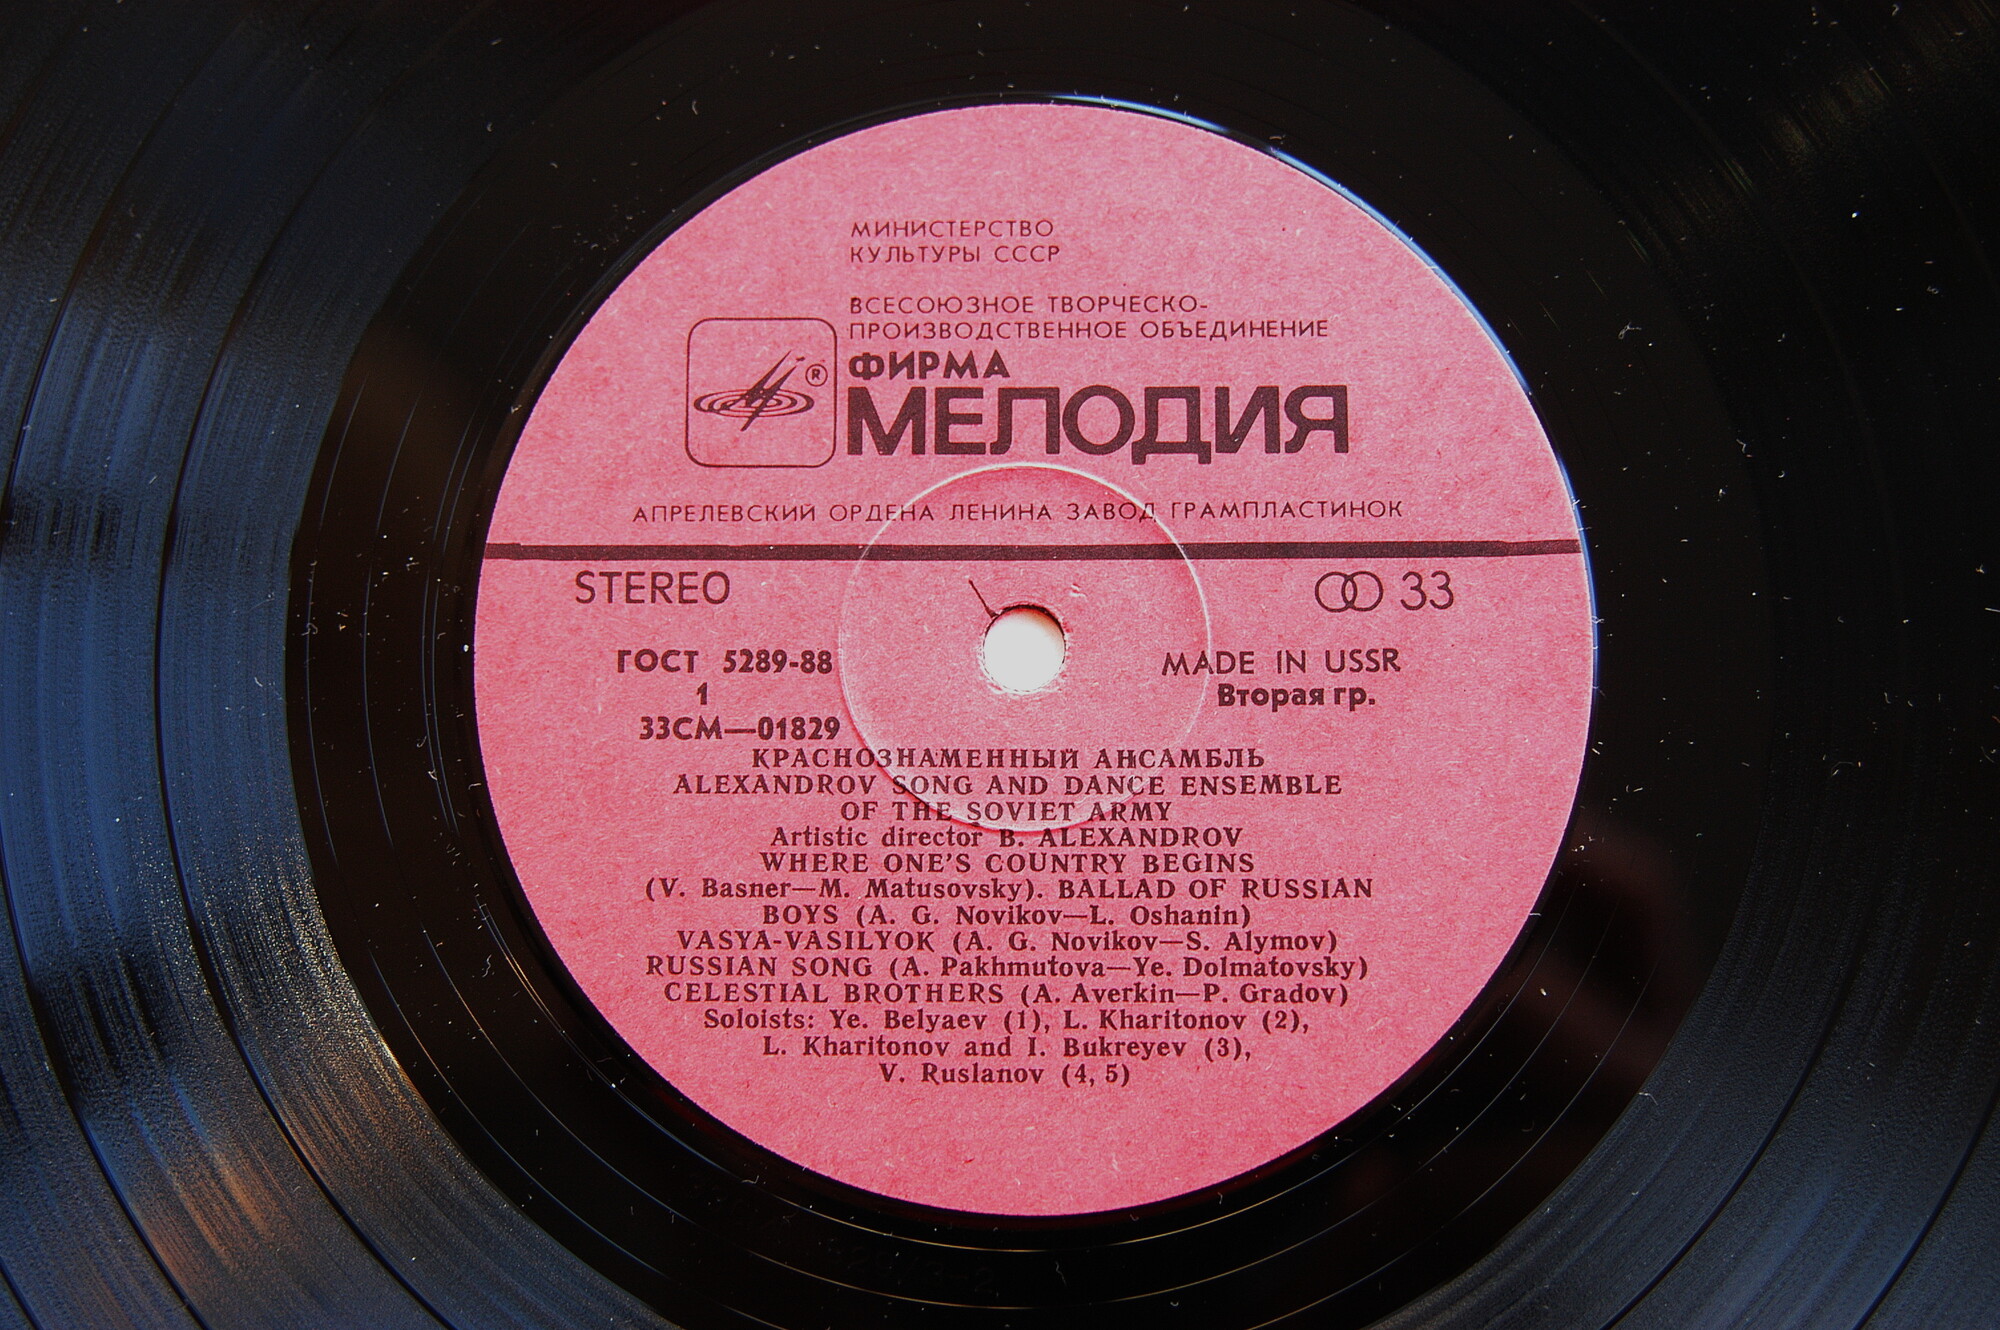 МИНИСТЕРСТВО
КУЛЬТУРЫ СССР
ВСЕСОЮЗНОЕ ТВОРЧЕСКО-
ПРОИЗВОДСТВЕННОЕ ОБЪЕДИНЕНИЕ
ФИРМА
®
МЕЛОДИЯ
АПРЕЛЕВСКИЙ ОРДЕНА ЛЕНИНА ЗАВОД ГРАМПЛАСТИНОК
STEREO 33
ГОСТ 5289-88 MADE IN USSR
1 Вторая гр.
33СМ—01829
КРАСНОЗНАМЕННЫЙ АНСАМБЛЬ
ALEXANDROV SONG AND DANCE ENSEMBLE
OF THE SOVIET ARMY
Artistic director B. ALEXANDROV
WHERE ONE'S COUNTRY BEGINS
(V. Basner—M. Matusovsky). BALLAD OF RUSSIAN
BOYS (A. G. Novikov—L. Oshanin)
VASYA-VASILYOK (A. G. Novikov—S. Alymov)
RUSSIAN SONG (A. Pakhmutova—Ye. Dolmatovsky)
CELESTIAL BROTHERS (A. Averkin—P. Gradov)
Soloists: Ye. Belyaev (1), L. Kharitonov (2),
L. Kharitonov and I. Bukreyev (3),
V. Ruslanov (4, 5)